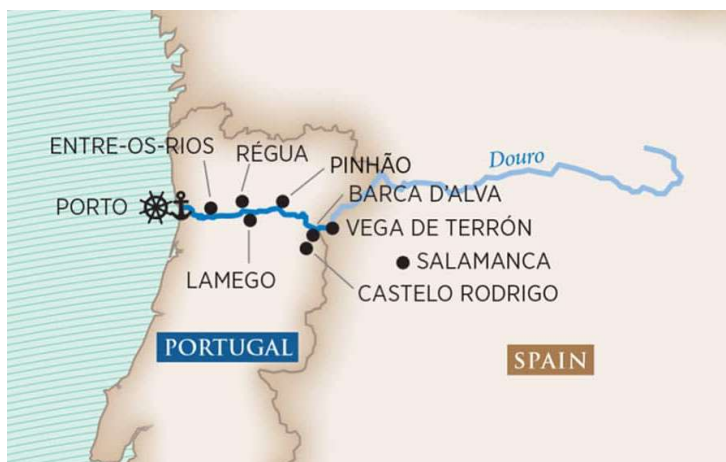 ENTRE-OS-RIOS
RÉGUA
PINHÃO
Douro
BARCA D'ALVA
PORTO
VEGA DE TERRÓN
SALAMANCA
LAMEGO
CASTELO RODRIGO
PORTUGAL
SPAIN